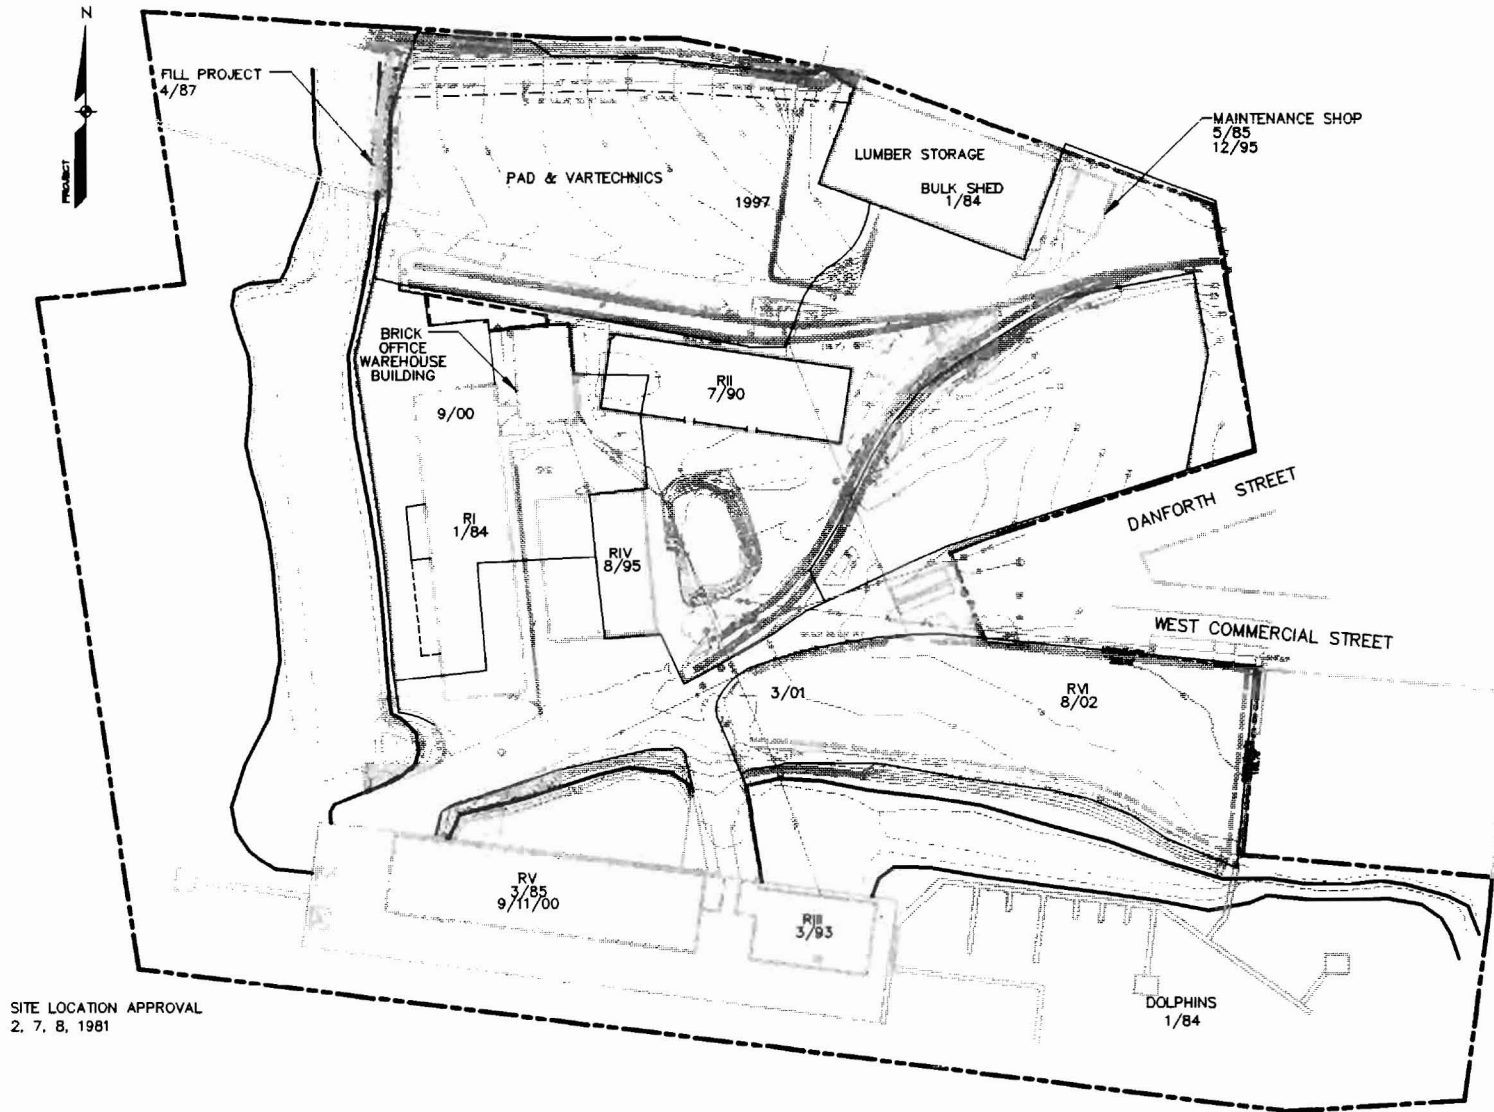 N
PROJECT
FILL PROJECT
4/87
MAINTENANCE SHOP
5/85
12/95
LUMBER STORAGE
BULK SHED
1/84
PAD & VARTECHNICS
1997
BRICK
OFFICE
WAREHOUSE
BUILDING
RII
7/90
9/00
RI
1/84
RIV
8/95
DANFORTH STREET
WEST COMMERCIAL STREET
3/01
RVI
8/02
RV
3/85
9/11/00
RIII
3/93
DOLPHINS
1/84
SITE LOCATION APPROVAL
2, 7, 8, 1981